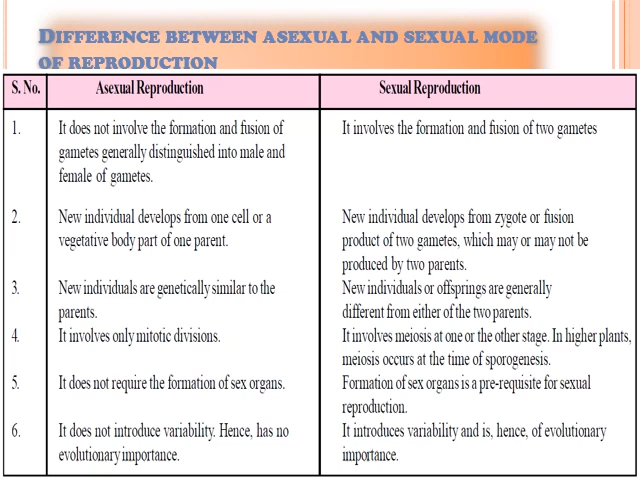 DIFFERENCE BETWEEN ASEXUAL AND SEXUAL MODE
OF REPRODUCTION
S. No. Asexual Reproduction Sexual Reproduction
1. It does not involve the formation and fusion of It involves the formation and fusion of two gametes
gametes generally distinguished into male and
female of gametes.
2. New individual develops from one cell or a New individual develops from zygote or fusion
vegetative body part of one parent. product of two gametes, which may or may not be
produced by two parents.
3. New individuals are genetically similar to the New individuals or offsprings are generally
parents. different from either of the two parents.
4. It involves only mitotic divisions. It involves meiosis at one or the other stage. In higher plants,
meiosis occurs at the time of sporogenesis.
5. It does not require the formation of sex organs. Formation of sex organs is a pre-requisite for sexual
reproduction.
6. It does not introduce variability. Hence, has no It introduces variability and is, hence, of evolutionary
evolutionary importance. importance.